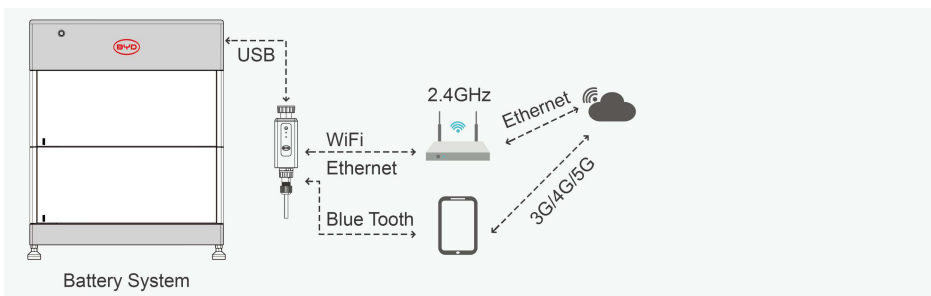 BYD
USB
2.4GHz
Ethernet
WiFi
Ethernet
3G/4G/5G
Blue Tooth
Battery System